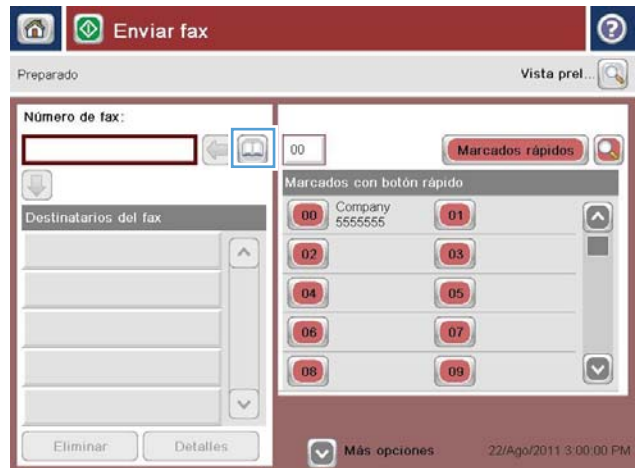 Enviar fax
Preparado
Vista prel...
Número de fax:
00
Marcados rápidos
Marcados con botón rápido
Destinatarios del fax
00 Company 01
5555555
02 03
04 05
06 07
08 09
Eliminar Detalles
Más opciones 22/Ago/2011 3:00:00 PM